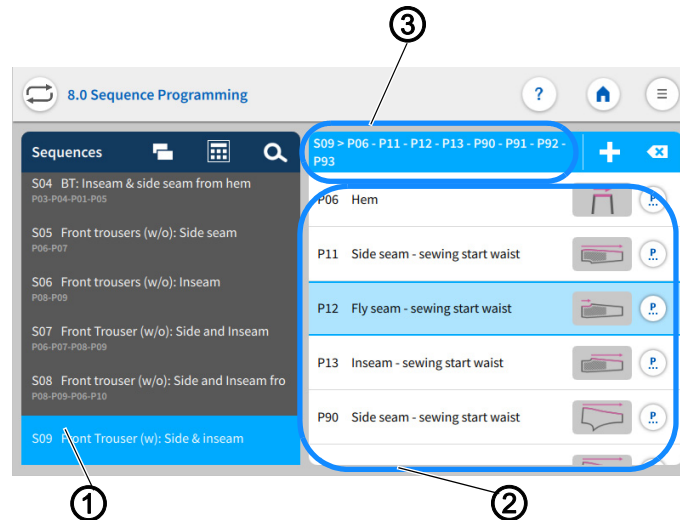 ③
8.0 Sequence Programming
?
Sequences
S09 > P06 - P11 - P12 - P13 - P90 - P91 - P92 -
P93
S04 BT: Inseam & side seam from hem
P03-P04-P01-P05
S05 Front trousers (w/o): Side seam
P06-P07
S06 Front trousers (w/o): Inseam
P08-P09
S07 Front Trouser (w/o): Side and Inseam
P06-P07-P08-P09
S08 Front trouser (w/o): Side and Inseam fro
P08-P09-P06-P10
S09 Front Trouser (w): Side & inseam
P06 Hem P...
P11 Side seam - sewing start waist P...
P12 Fly seam - sewing start waist P...
P13 Inseam - sewing start waist P...
P90 Side seam - sewing start waist P...
①
②